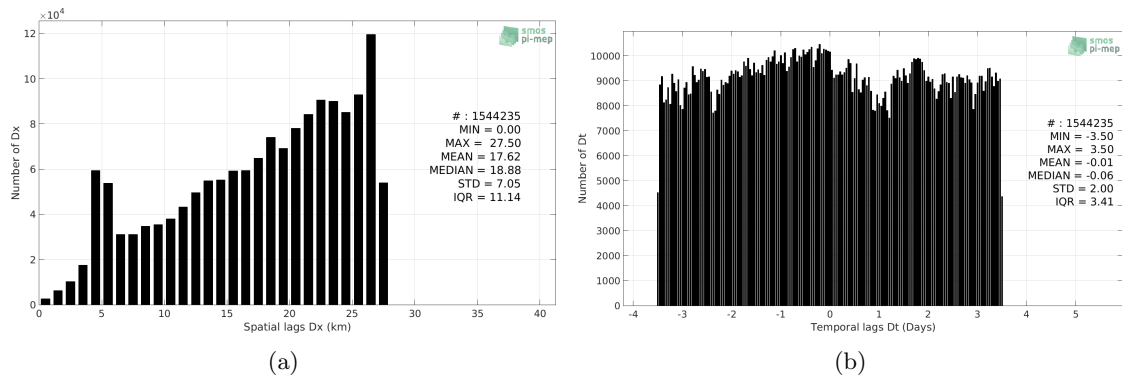 ×10⁴
12
10
8
6
4
2
0
0 5 10 15 20 25 30 35 40
Number of Dx
Spatial lags Dx (km)
smos
pi-mep
# : 1544235
MIN = 0.00
MAX = 27.50
MEAN = 17.62
MEDIAN = 18.88
STD = 7.05
IQR = 11.14
(a)
10000
9000
8000
7000
6000
5000
4000
3000
2000
1000
0
-4 -3 -2 -1 0 1 2 3 4 5
Number of Dt
Temporal lags Dt (Days)
smos
pi-mep
# : 1544235
MIN = -3.50
MAX = 3.50
MEAN = -0.01
MEDIAN = -0.06
STD = 2.00
IQR = 3.41
(b)